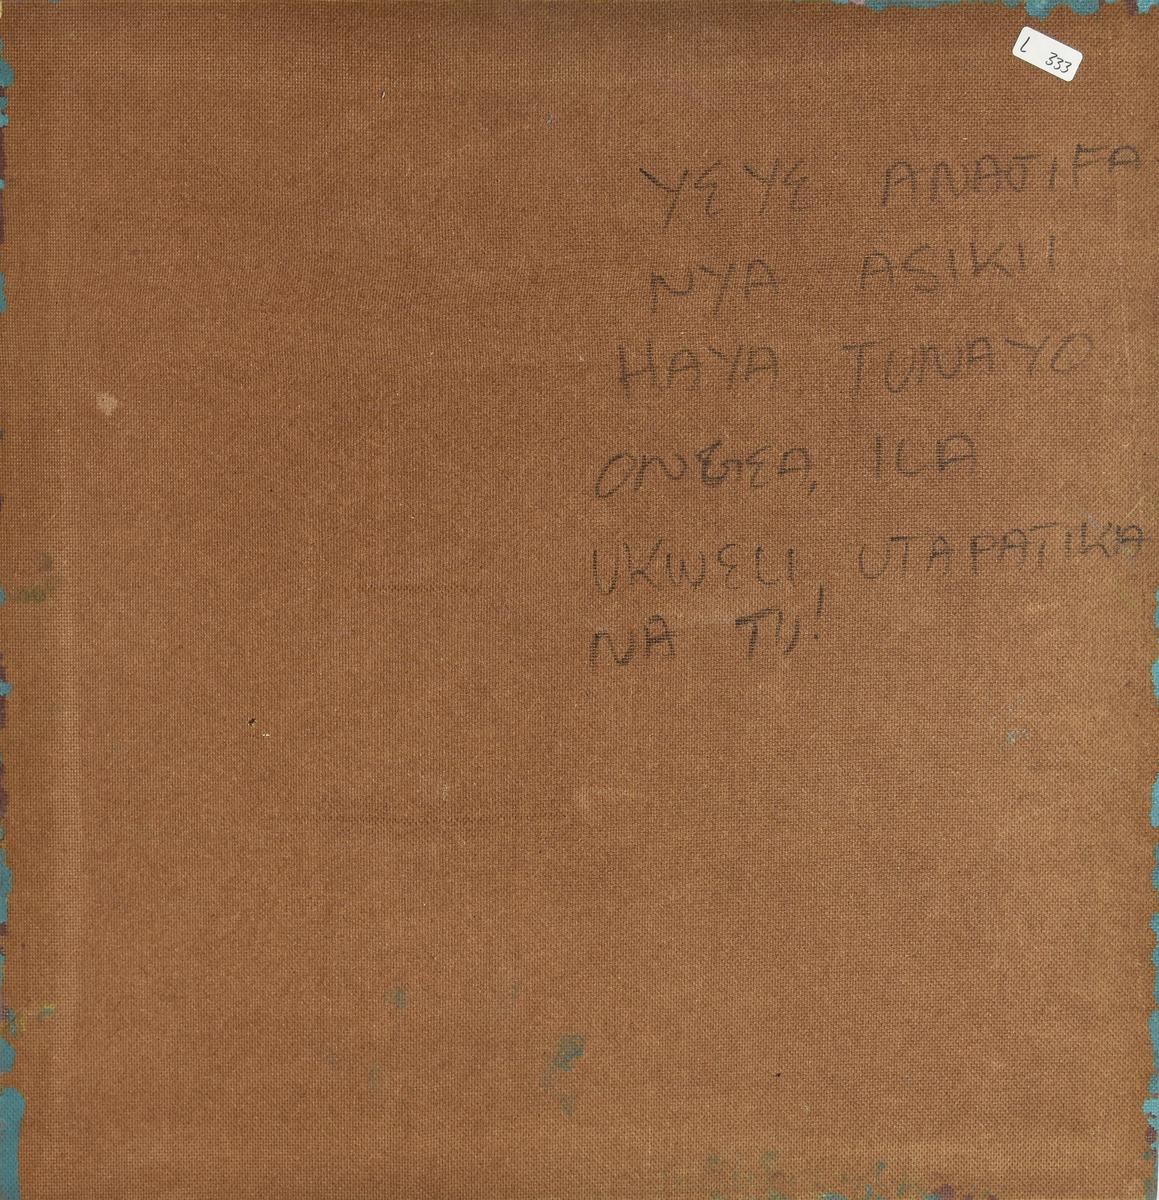 L 333
YEYE ANAJIFA
NYA ASIKII
HAYA TUNAYO
ONGEA, ILA
UKWELI, UTAPATIKA
NA TU!